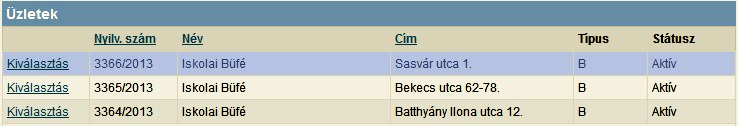 Üzletek
Nyilv. szám Név Cím Típus Státusz
Kiválasztás 3366/2013 Iskolai Büfé Sasvár utca 1. B Aktív
Kiválasztás 3365/2013 Iskolai Büfé Bekecs utca 62-78. B Aktív
Kiválasztás 3364/2013 Iskolai Büfé Batthyány Ilona utca 12. B Aktív